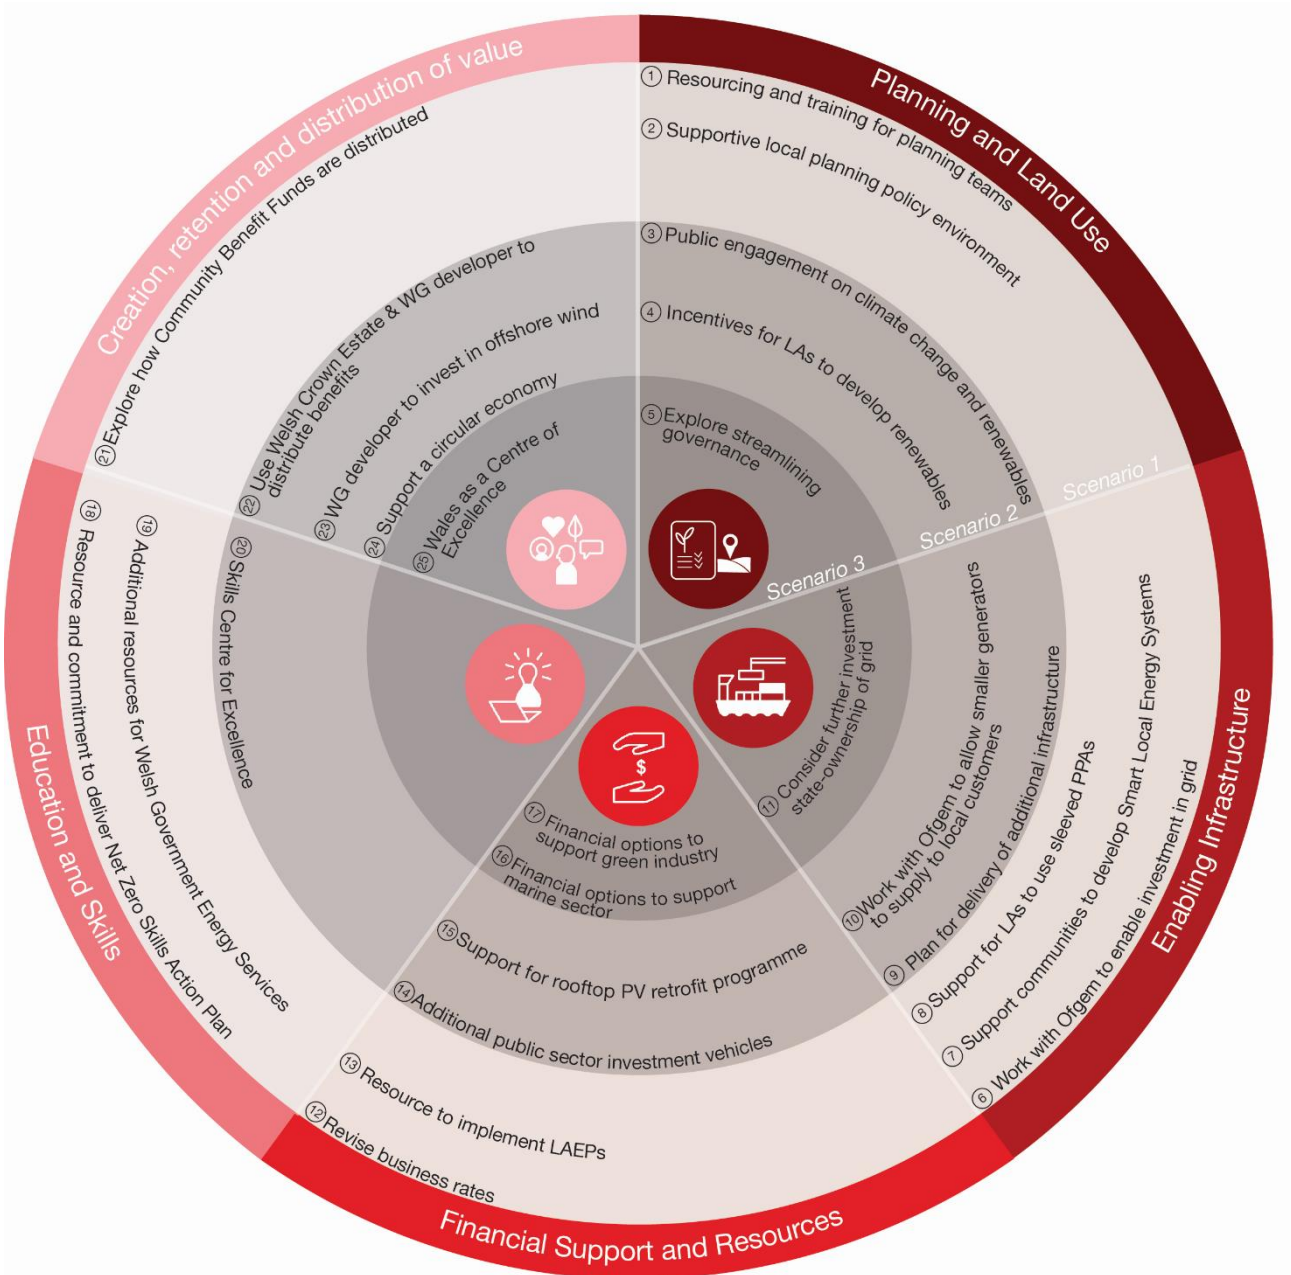 Planning and Land Use
① Resourcing and training for planning teams
② Supportive local planning policy environment
③ Public engagement on climate change and renewables
④ Incentives for LAs to develop renewables
⑤ Explore streamlining
governance
Scenario 1
Scenario 2
Scenario 3
Enabling Infrastructure
⑥ Work with Ofgem to enable investment in grid
⑦ Support communities to develop Smart Local Energy Systems
⑧ Support for LAs to use sleeved PPAs
⑨ Plan for delivery of additional infrastructure
⑩ Work with Ofgem to allow smaller generators
to supply to local customers
⑪ Consider further investment
state-ownership of grid
Financial Support and Resources
⑫ Revise business rates
⑬ Resource to implement LAEPs
⑭ Additional public sector investment vehicles
⑮ Support for rooftop PV retrofit programme
⑯ Financial options to support
marine sector
⑰ Financial options to
support green industry
$
Education and Skills
⑱ Resource and commitment to deliver Net Zero Skills Action Plan
⑲ Additional resources for Welsh Government Energy Services
⑳ Skills Centre for Excellence
Creation, retention and distribution of value
㉑ Explore how Community Benefit Funds are distributed
㉒ Use Welsh Crown Estate & WG developer to
distribute benefits
㉓ WG developer to invest in offshore wind
㉔ Support a circular economy
㉕ Wales as a Centre of
Excellence